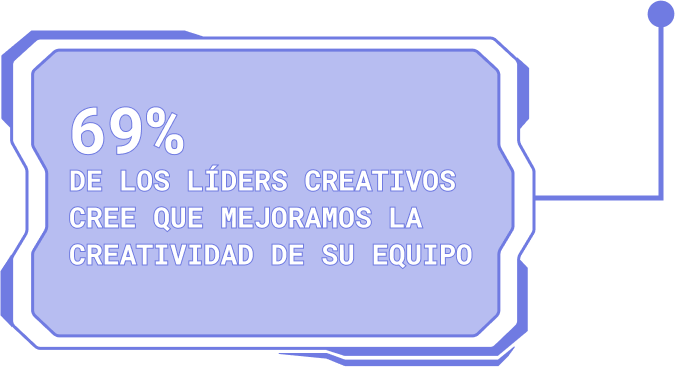 69%
DE LOS LÍDERS CREATIVOS
CREE QUE MEJORAMOS LA
CREATIVIDAD DE SU EQUIPO